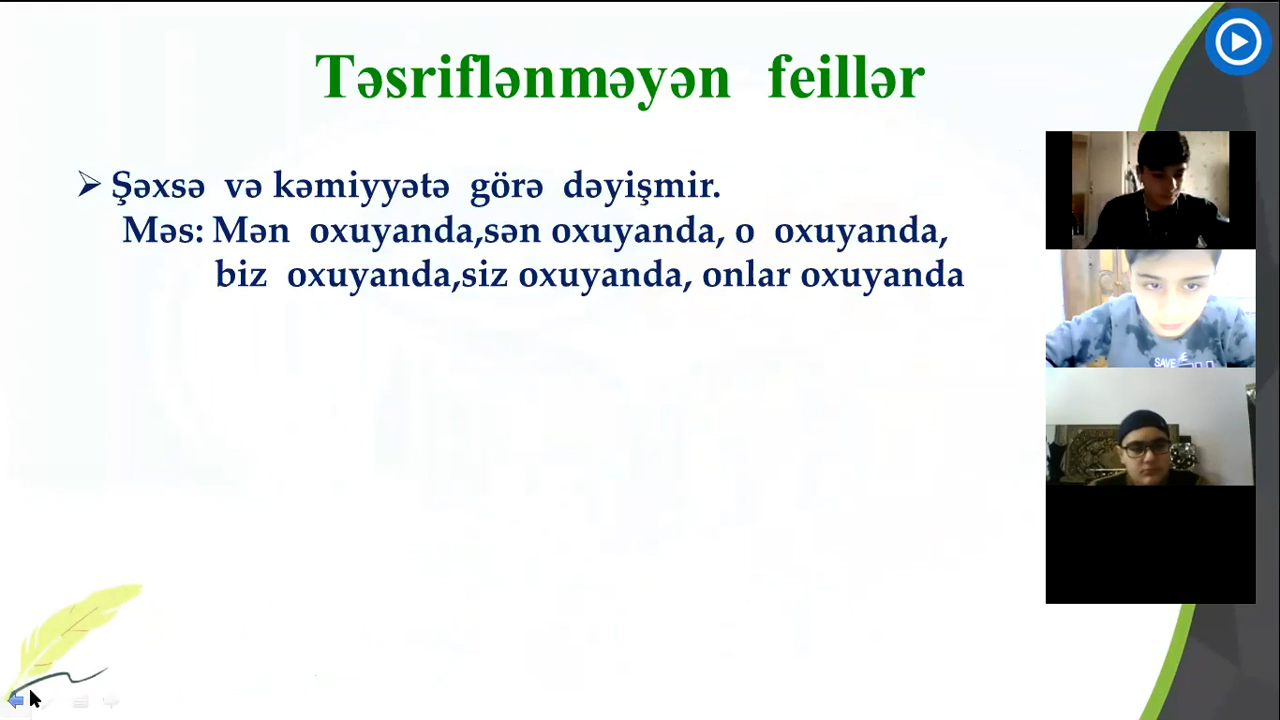 Təsriflənməyən feillər
Şəxsə və kəmiyyətə görə dəyişmir.
Məs: Mən oxuyanda,sən oxuyanda, o oxuyanda,
biz oxuyanda,siz oxuyanda, onlar oxuyanda
SAVE